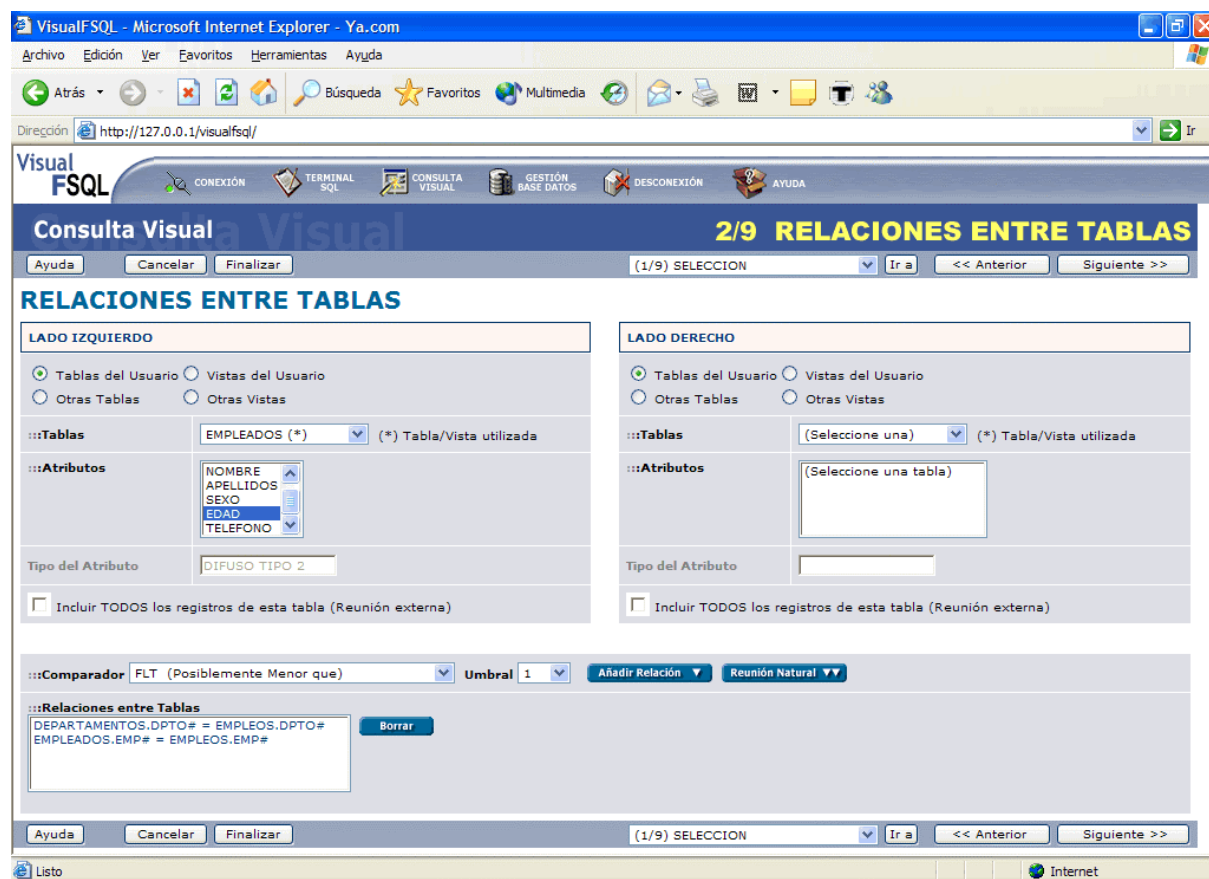 VisualFSQL - Microsoft Internet Explorer - Ya.com
Archivo Edición Ver Favoritos Herramientas Ayuda
Atrás Búsqueda Favoritos Multimedia
Dirección http://127.0.0.1/visualfsql/ Ir
Visual FSQL CONEXIÓN TERMINAL SQL CONSULTA VISUAL GESTIÓN BASE DATOS DESCONEXIÓN AYUDA
Consulta Visual 2/9 RELACIONES ENTRE TABLAS
Ayuda Cancelar Finalizar (1/9) SELECCION Ir a << Anterior Siguiente >>
RELACIONES ENTRE TABLAS
LADO IZQUIERDO
Tablas del Usuario Vistas del Usuario
Otras Tablas Otras Vistas
:::Tablas EMPLEADOS (*) (*) Tabla/Vista utilizada
:::Atributos
NOMBRE
APELLIDOS
SEXO
EDAD
TELEFONO
Tipo del Atributo DIFUSO TIPO 2
Incluir TODOS los registros de esta tabla (Reunión externa)
LADO DERECHO
Tablas del Usuario Vistas del Usuario
Otras Tablas Otras Vistas
:::Tablas (Seleccione una) (*) Tabla/Vista utilizada
:::Atributos (Seleccione una tabla)
Tipo del Atributo
Incluir TODOS los registros de esta tabla (Reunión externa)
:::Comparador FLT (Posiblemente Menor que) Umbral 1 Añadir Relación Reunión Natural
:::Relaciones entre Tablas
DEPARTAMENTOS.DPTO# = EMPLEOS.DPTO# Borrar
EMPLEADOS.EMP# = EMPLEOS.EMP#
Ayuda Cancelar Finalizar (1/9) SELECCION Ir a << Anterior Siguiente >>
Listo Internet